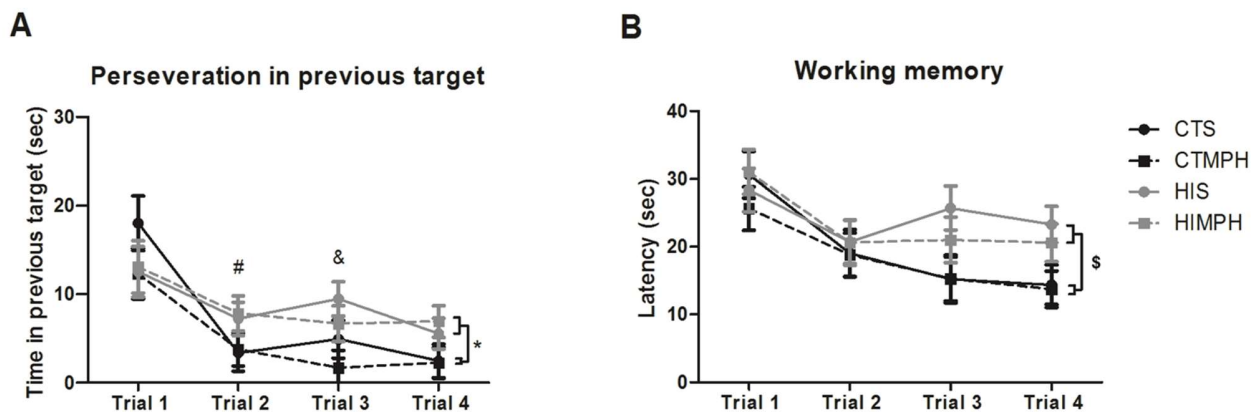 A
Perseveration in previous target
Time in previous target (sec)
30
20
10
0
#
&
*
Trial 1 Trial 2 Trial 3 Trial 4
B
Working memory
Latency (sec)
40
30
20
10
0
$
Trial 1 Trial 2 Trial 3 Trial 4
CTS
CTMPH
HIS
HIMPH